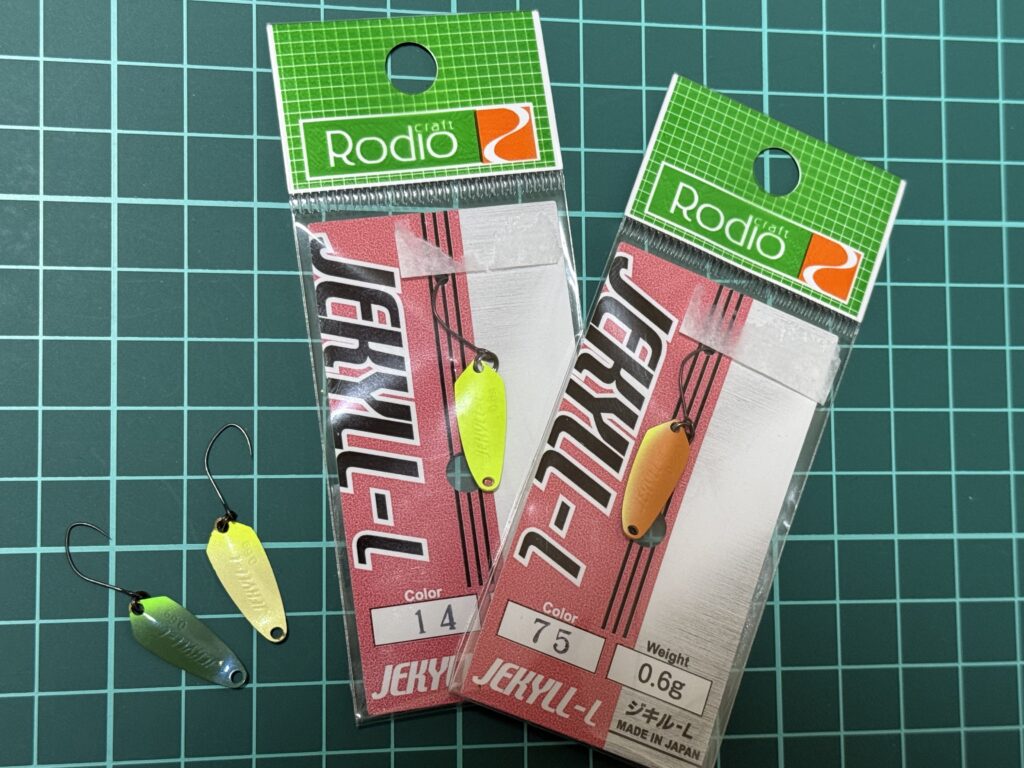 Rodio
craft
JEKYLL-L
Color
14
Rodio
craft
JEKYLL-L
Color
75
Weight
0.6g
JEKYLL-L
ジキル-L
MADE IN JAPAN
JEKYLL-L
JEKYLL-L